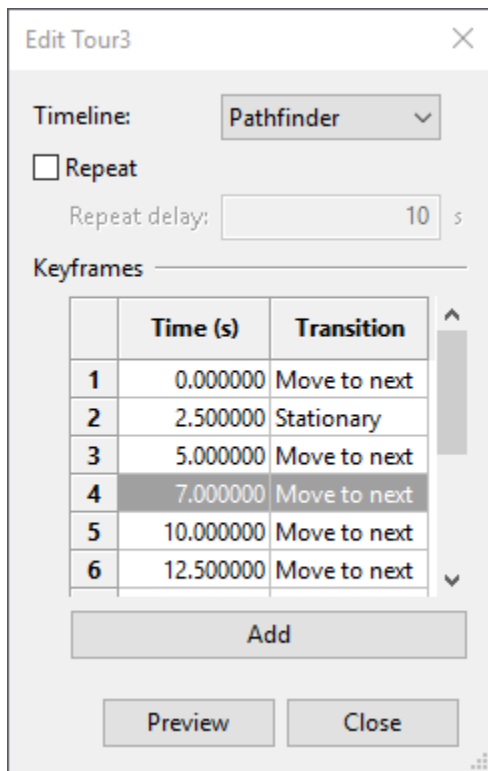 Edit Tour3
Timeline: Pathfinder
Repeat
Repeat delay: 10 s
Keyframes
Time (s) Transition
1 0.000000 Move to next
2 2.500000 Stationary
3 5.000000 Move to next
4 7.000000 Move to next
5 10.000000 Move to next
6 12.500000 Move to next
Add
Preview Close